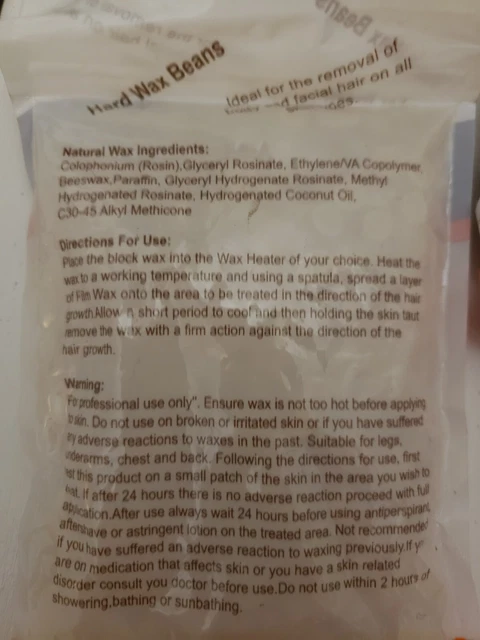 Hard Wax Beans
Ideal for the removal of
facial hair on all
Natural Wax Ingredients:
Colophonium (Rosin),Glyceryl Rosinate, Ethylene/VA Copolymer,
Beeswax,Paraffin, Glyceryl Hydrogenate Rosinate, Methyl
Hydrogenated Rosinate, Hydrogenated Coconut Oil,
C30-45 Alkyl Methicone
Directions For Use:
Place the block wax into the Wax Heater of your choice. Heat the
wax to a working temperature and using a spatula, spread a layer
of Film Wax onto the area to be treated in the direction of the hair
growth.Allow a short period to cool and then holding the skin taut
remove the wax with a firm action against the direction of the
hair growth.
Warning:
For professional use only". Ensure wax is not too hot before applying
to skin. Do not use on broken or irritated skin or if you have suffered
any adverse reactions to waxes in the past. Suitable for legs,
underarms, chest and back. Following the directions for use, first
test this product on a small patch of the skin in the area you wish to
treat. If after 24 hours there is no adverse reaction proceed with full
application.After use always wait 24 hours before using antiperspirant,
aftershave or astringent lotion on the treated area. Not recommended
if you have suffered an adverse reaction to waxing previously.If
are on medication that affects skin or you have a skin related
disorder consult you doctor before use.Do not use within 2 hours of
showering,bathing or sunbathing.